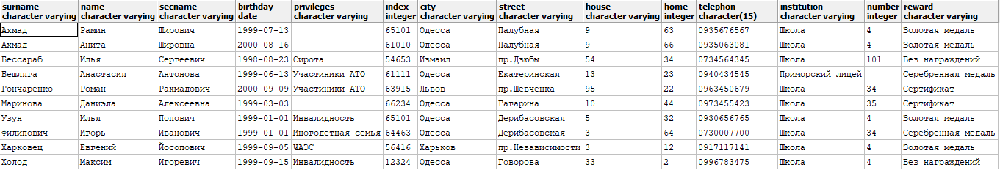 surname name secname birthday privileges index city street house home telephon institution number reward
character varying character varying character varying date character varying integer character varying character varying character varying integer character(15) character varying integer character varying
Ахмад Рамин Ширович 1999-07-13 65101 Одесса Палубная 9 63 0935676567 Школа 4 Золотая медаль
Ахмад Анита Шировна 2000-08-16 61010 Одесса Палубная 9 66 0935063081 Школа 4 Золотая медаль
Бессараб Илья Сергеевич 1998-08-23 Сирота 54653 Измаил пр.Дзюбы 54 34 0734564345 Школа 101 Без награждений
Бешляга Анастасия Антонова 1999-06-13 Участиники АТО 61111 Одесса Екатеринская 13 23 0940434545 Приморский лицей Серебренная медаль
Гончаренко Роман Рахмадович 2000-09-09 Участиники АТО 63915 Львов пр.Шевченка 95 22 0963450679 Школа 34 Сертификат
Маринова Даниэла Алексеевна 1999-03-03 66234 Одесса Гагарина 10 44 0973455423 Школа 35 Сертификат
Узун Илья Попович 1999-01-01 Инвалидность 65101 Одесса Дерибасовская 5 32 0930656765 Школа 4 Золотая медаль
Филипович Игорь Иванович 1999-01-01 Многодетная семья 64463 Одесса Дерибасовская 3 64 0730007700 Школа 34 Серебренная медаль
Харковец Евгений Йосопович 1999-09-05 ЧАЭС 56416 Харьков пр.Независимости 3 12 0917117141 Школа 4 Золотая медаль
Холод Максим Игоревич 1999-09-15 Инвалидность 12324 Одесса Говорова 33 2 0996783475 Школа 4 Без награждений